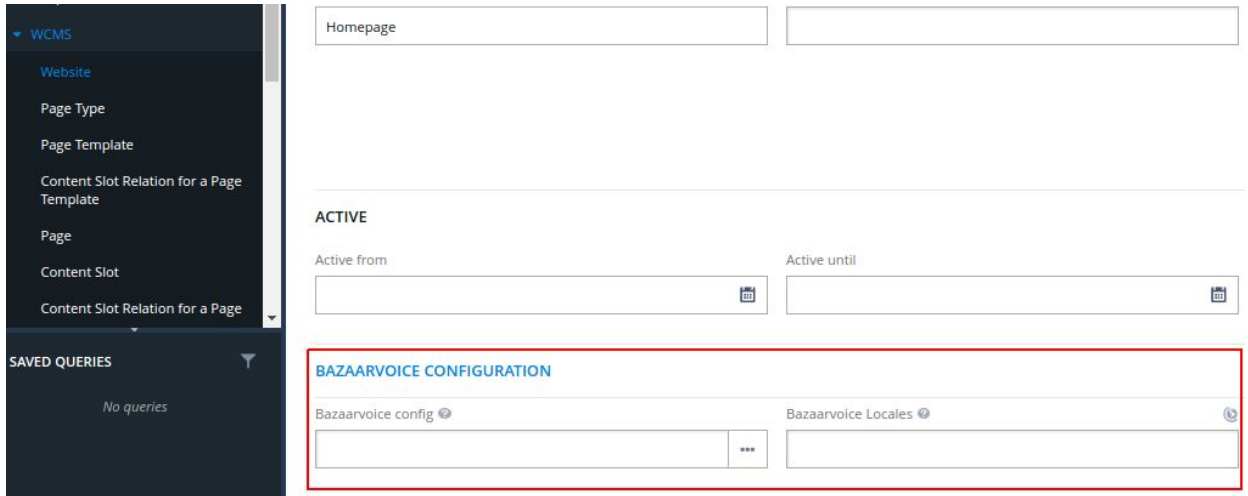 WCMS
Website
Page Type
Page Template
Content Slot Relation for a Page
Template
Page
Content Slot
Content Slot Relation for a Page
SAVED QUERIES
No queries
Homepage
ACTIVE
Active from
Active until
BAZAARVOICE CONFIGURATION
Bazaarvoice config
Bazaarvoice Locales